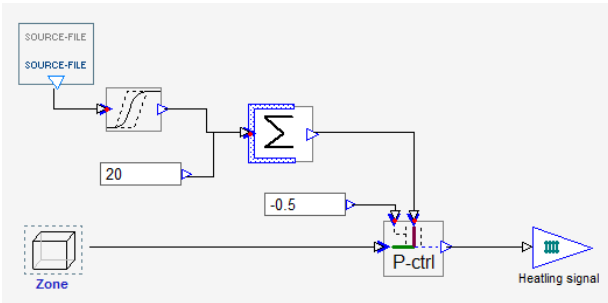 SOURCE-FILE
SOURCE-FILE
20
-0.5
P-ctrl
Zone
Heatling signal